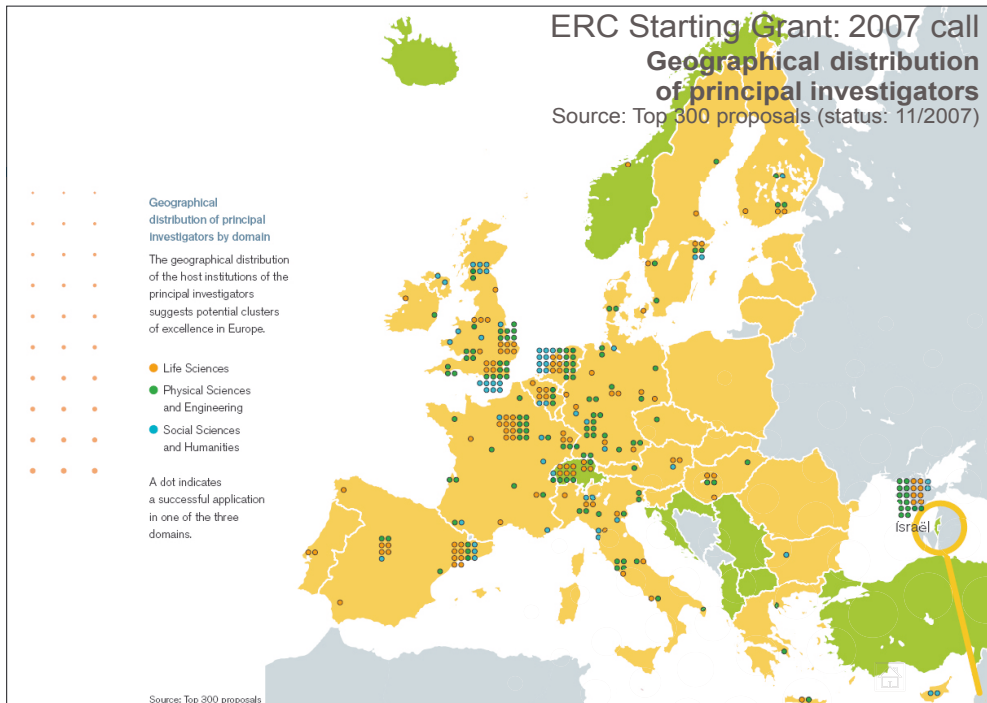 ERC Starting Grant: 2007 call
Geographical distribution
of principal investigators
Source: Top 300 proposals (status: 11/2007)
Geographical
distribution of principal
investigators by domain
The geographical distribution
of the host institutions of the
principal investigators
suggests potential clusters
of excellence in Europe.
Life Sciences
Physical Sciences
and Engineering
Social Sciences
and Humanities
A dot indicates
a successful application
in one of the three
domains.
Ísraël
Source: Top 300 proposals